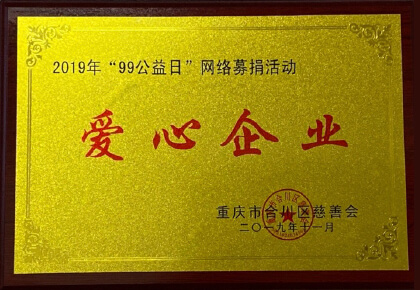 2019年“99公益日”网络募捐活动
爱心企业
重庆市合川区慈善会
二〇一九年十一月